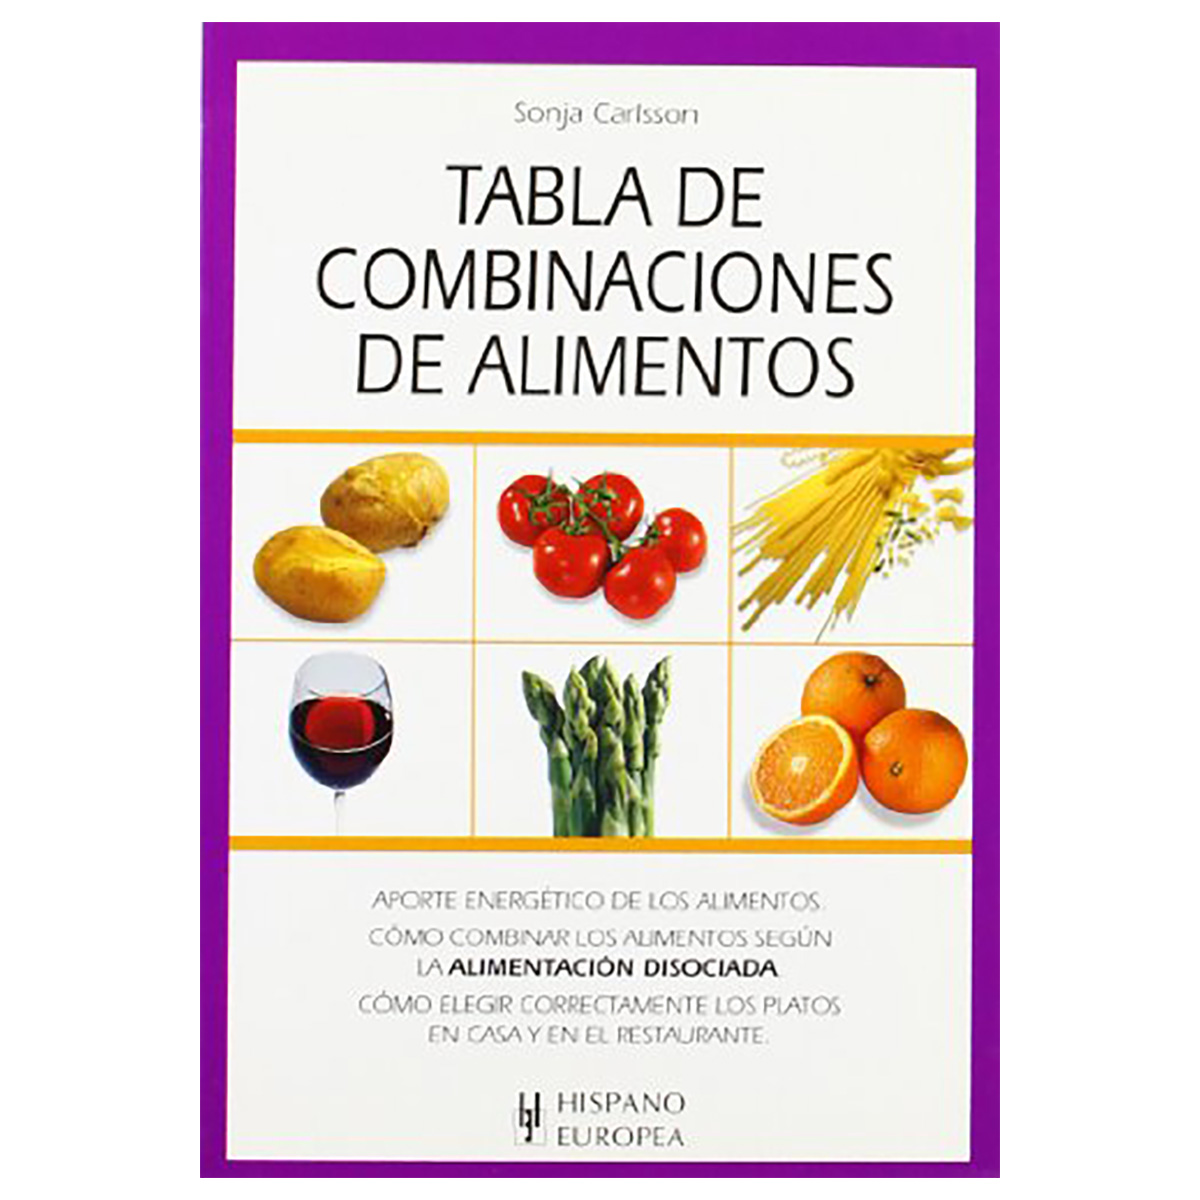 Sonja Carlsson
TABLA DE
COMBINACIONES
DE ALIMENTOS
APORTE ENERGÉTICO DE LOS ALIMENTOS.
CÓMO COMBINAR LOS ALIMENTOS SEGÚN
LA ALIMENTACIÓN DISOCIADA
CÓMO ELEGIR CORRECTAMENTE LOS PLATOS
EN CASA Y EN EL RESTAURANTE.
HISPANO
EUROPEA